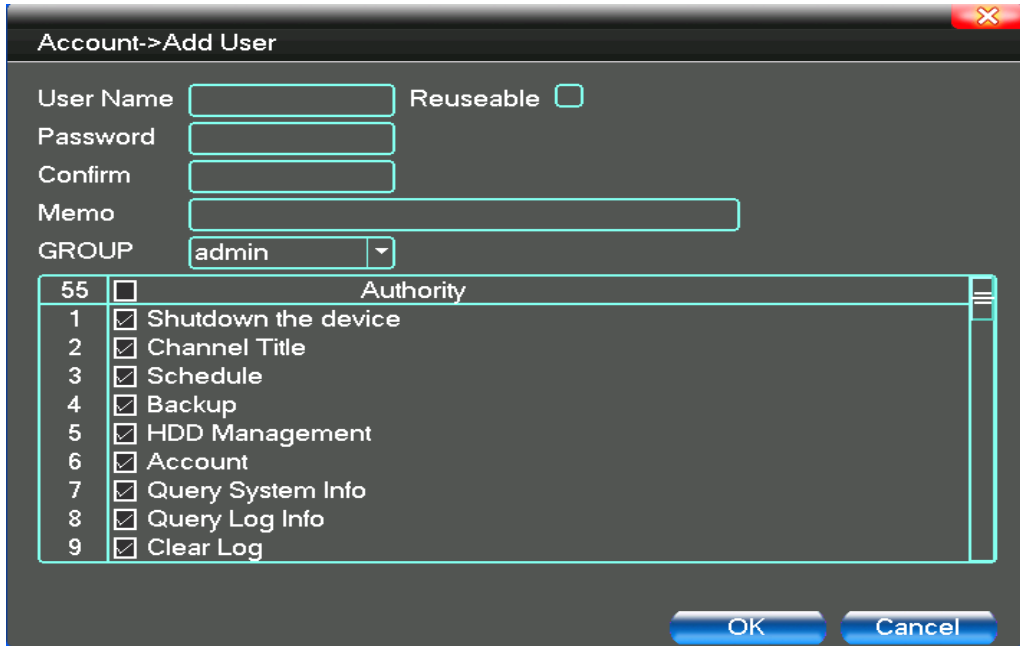 Account->Add User
User Name Reuseable
Password
Confirm
Memo
GROUP admin
55 Authority
1 Shutdown the device
2 Channel Title
3 Schedule
4 Backup
5 HDD Management
6 Account
7 Query System Info
8 Query Log Info
9 Clear Log
OK Cancel